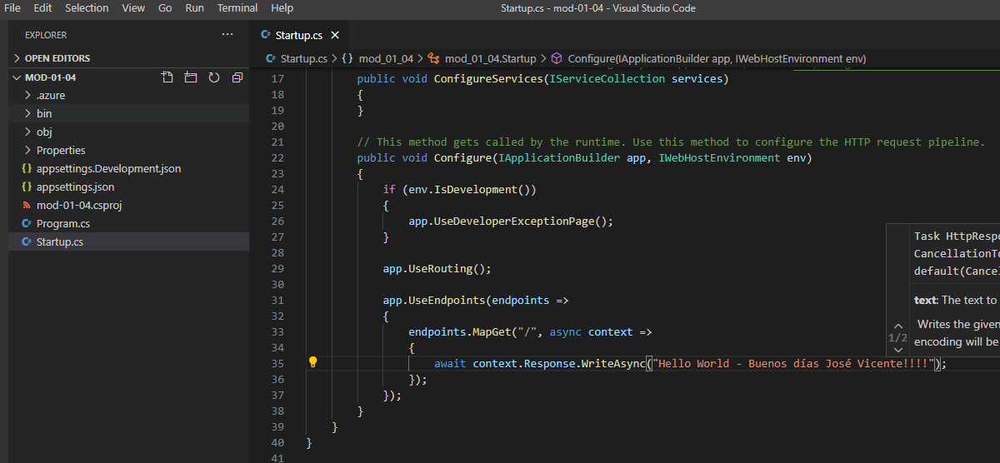 File Edit Selection View Go Run Terminal Help Startup.cs - mod-01-04 - Visual Studio Code
EXPLORER ···
OPEN EDITORS
MOD-01-04
.azure
bin
obj
Properties
{} appsettings.Development.json
{} appsettings.json
mod-01-04.csproj
C# Program.cs
C# Startup.cs
C# Startup.cs ×
C# Startup.cs > {} mod_01_04 > mod_01_04.Startup > Configure(IApplicationBuilder app, IWebHostEnvironment env)
17 public void ConfigureServices(IServiceCollection services)
18 {
19 }
20
21 // This method gets called by the runtime. Use this method to configure the HTTP request pipeline.
22 public void Configure(IApplicationBuilder app, IWebHostEnvironment env)
23 {
24 if (env.IsDevelopment())
25 {
26 app.UseDeveloperExceptionPage();
27 }
28
29 app.UseRouting();
30
31 app.UseEndpoints(endpoints =>
32 {
33 endpoints.MapGet("/", async context =>
34 {
35 await context.Response.WriteAsync("Hello World - Buenos días José Vicente!!!!");
36 });
37 });
38 }
39 }
40 }
41
Task HttpRespo
CancellationTo
default(Cancel
text: The text to
Writes the given
encoding will be
1/2